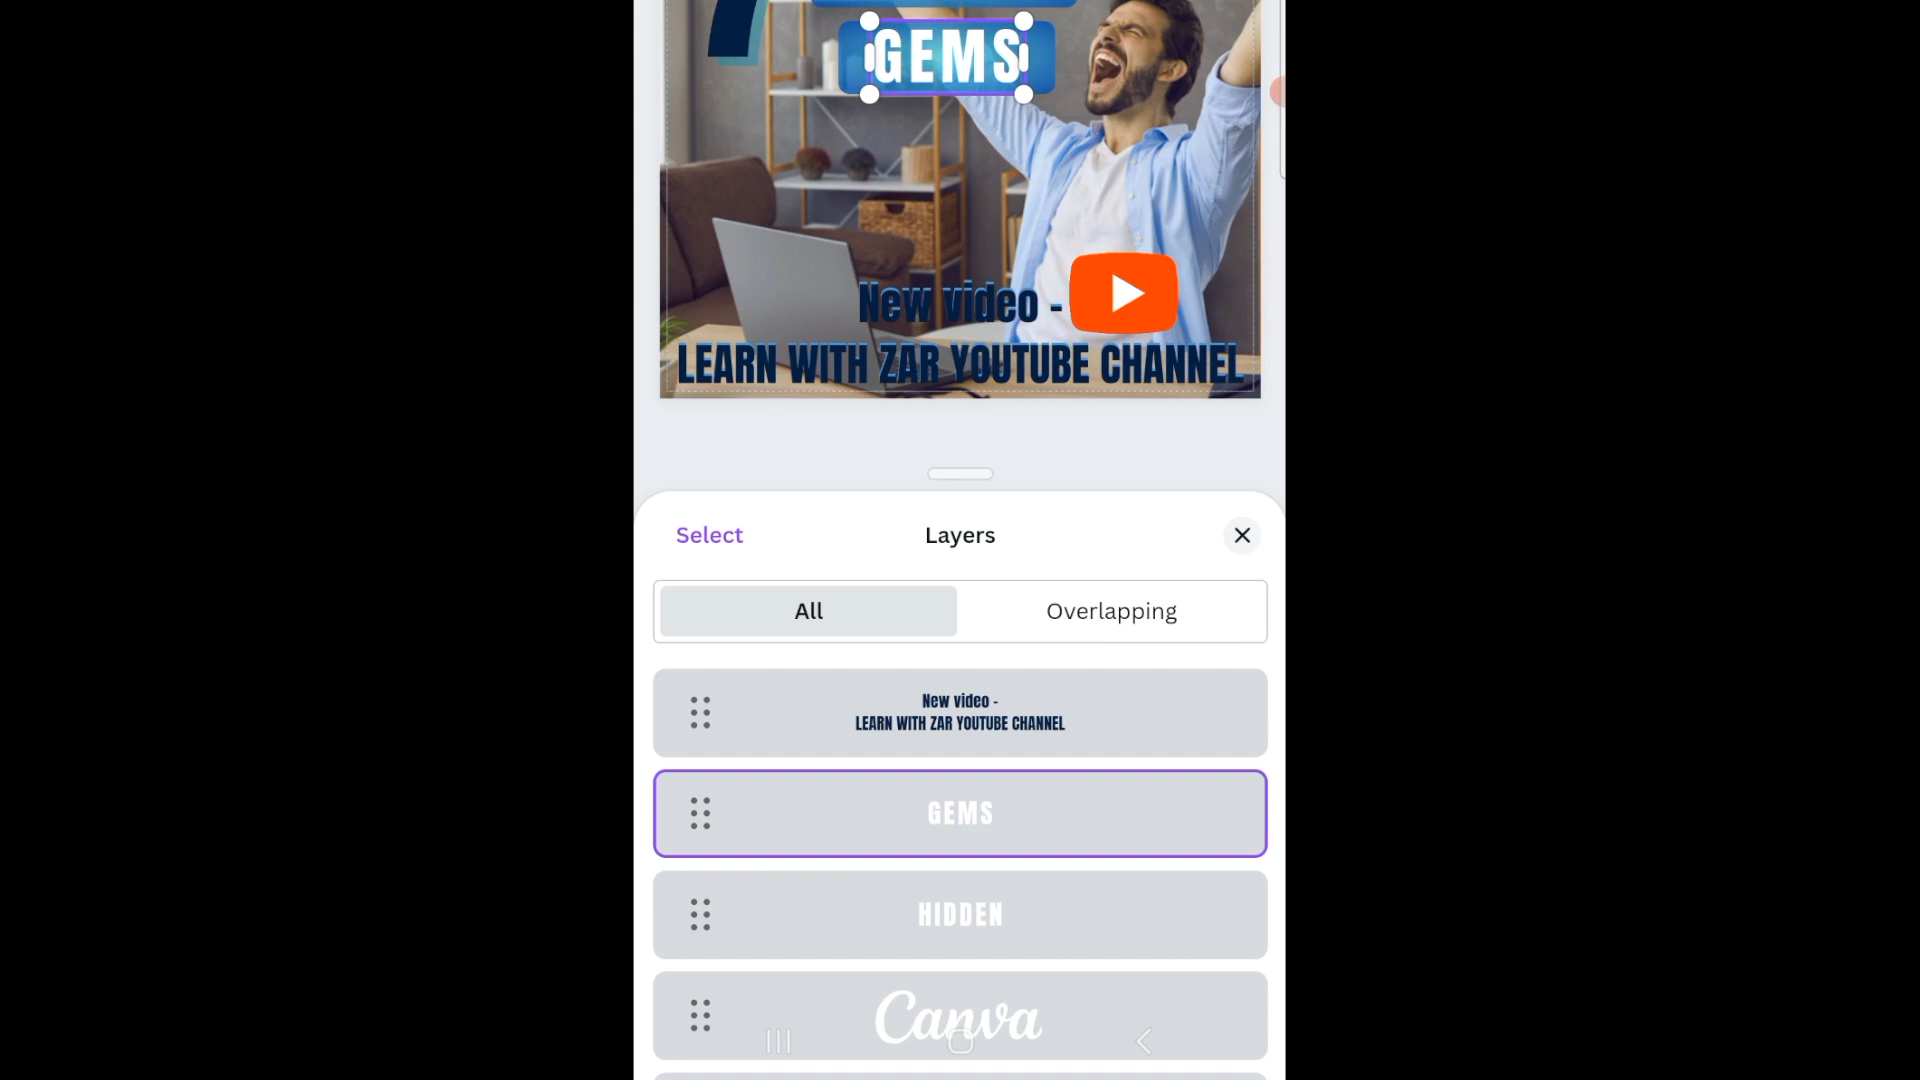 7
GEMS
New video -
LEARN WITH ZAR YOUTUBE CHANNEL
Select
Layers
All
Overlapping
New video -
LEARN WITH ZAR YOUTUBE CHANNEL
GEMS
HIDDEN
Canva